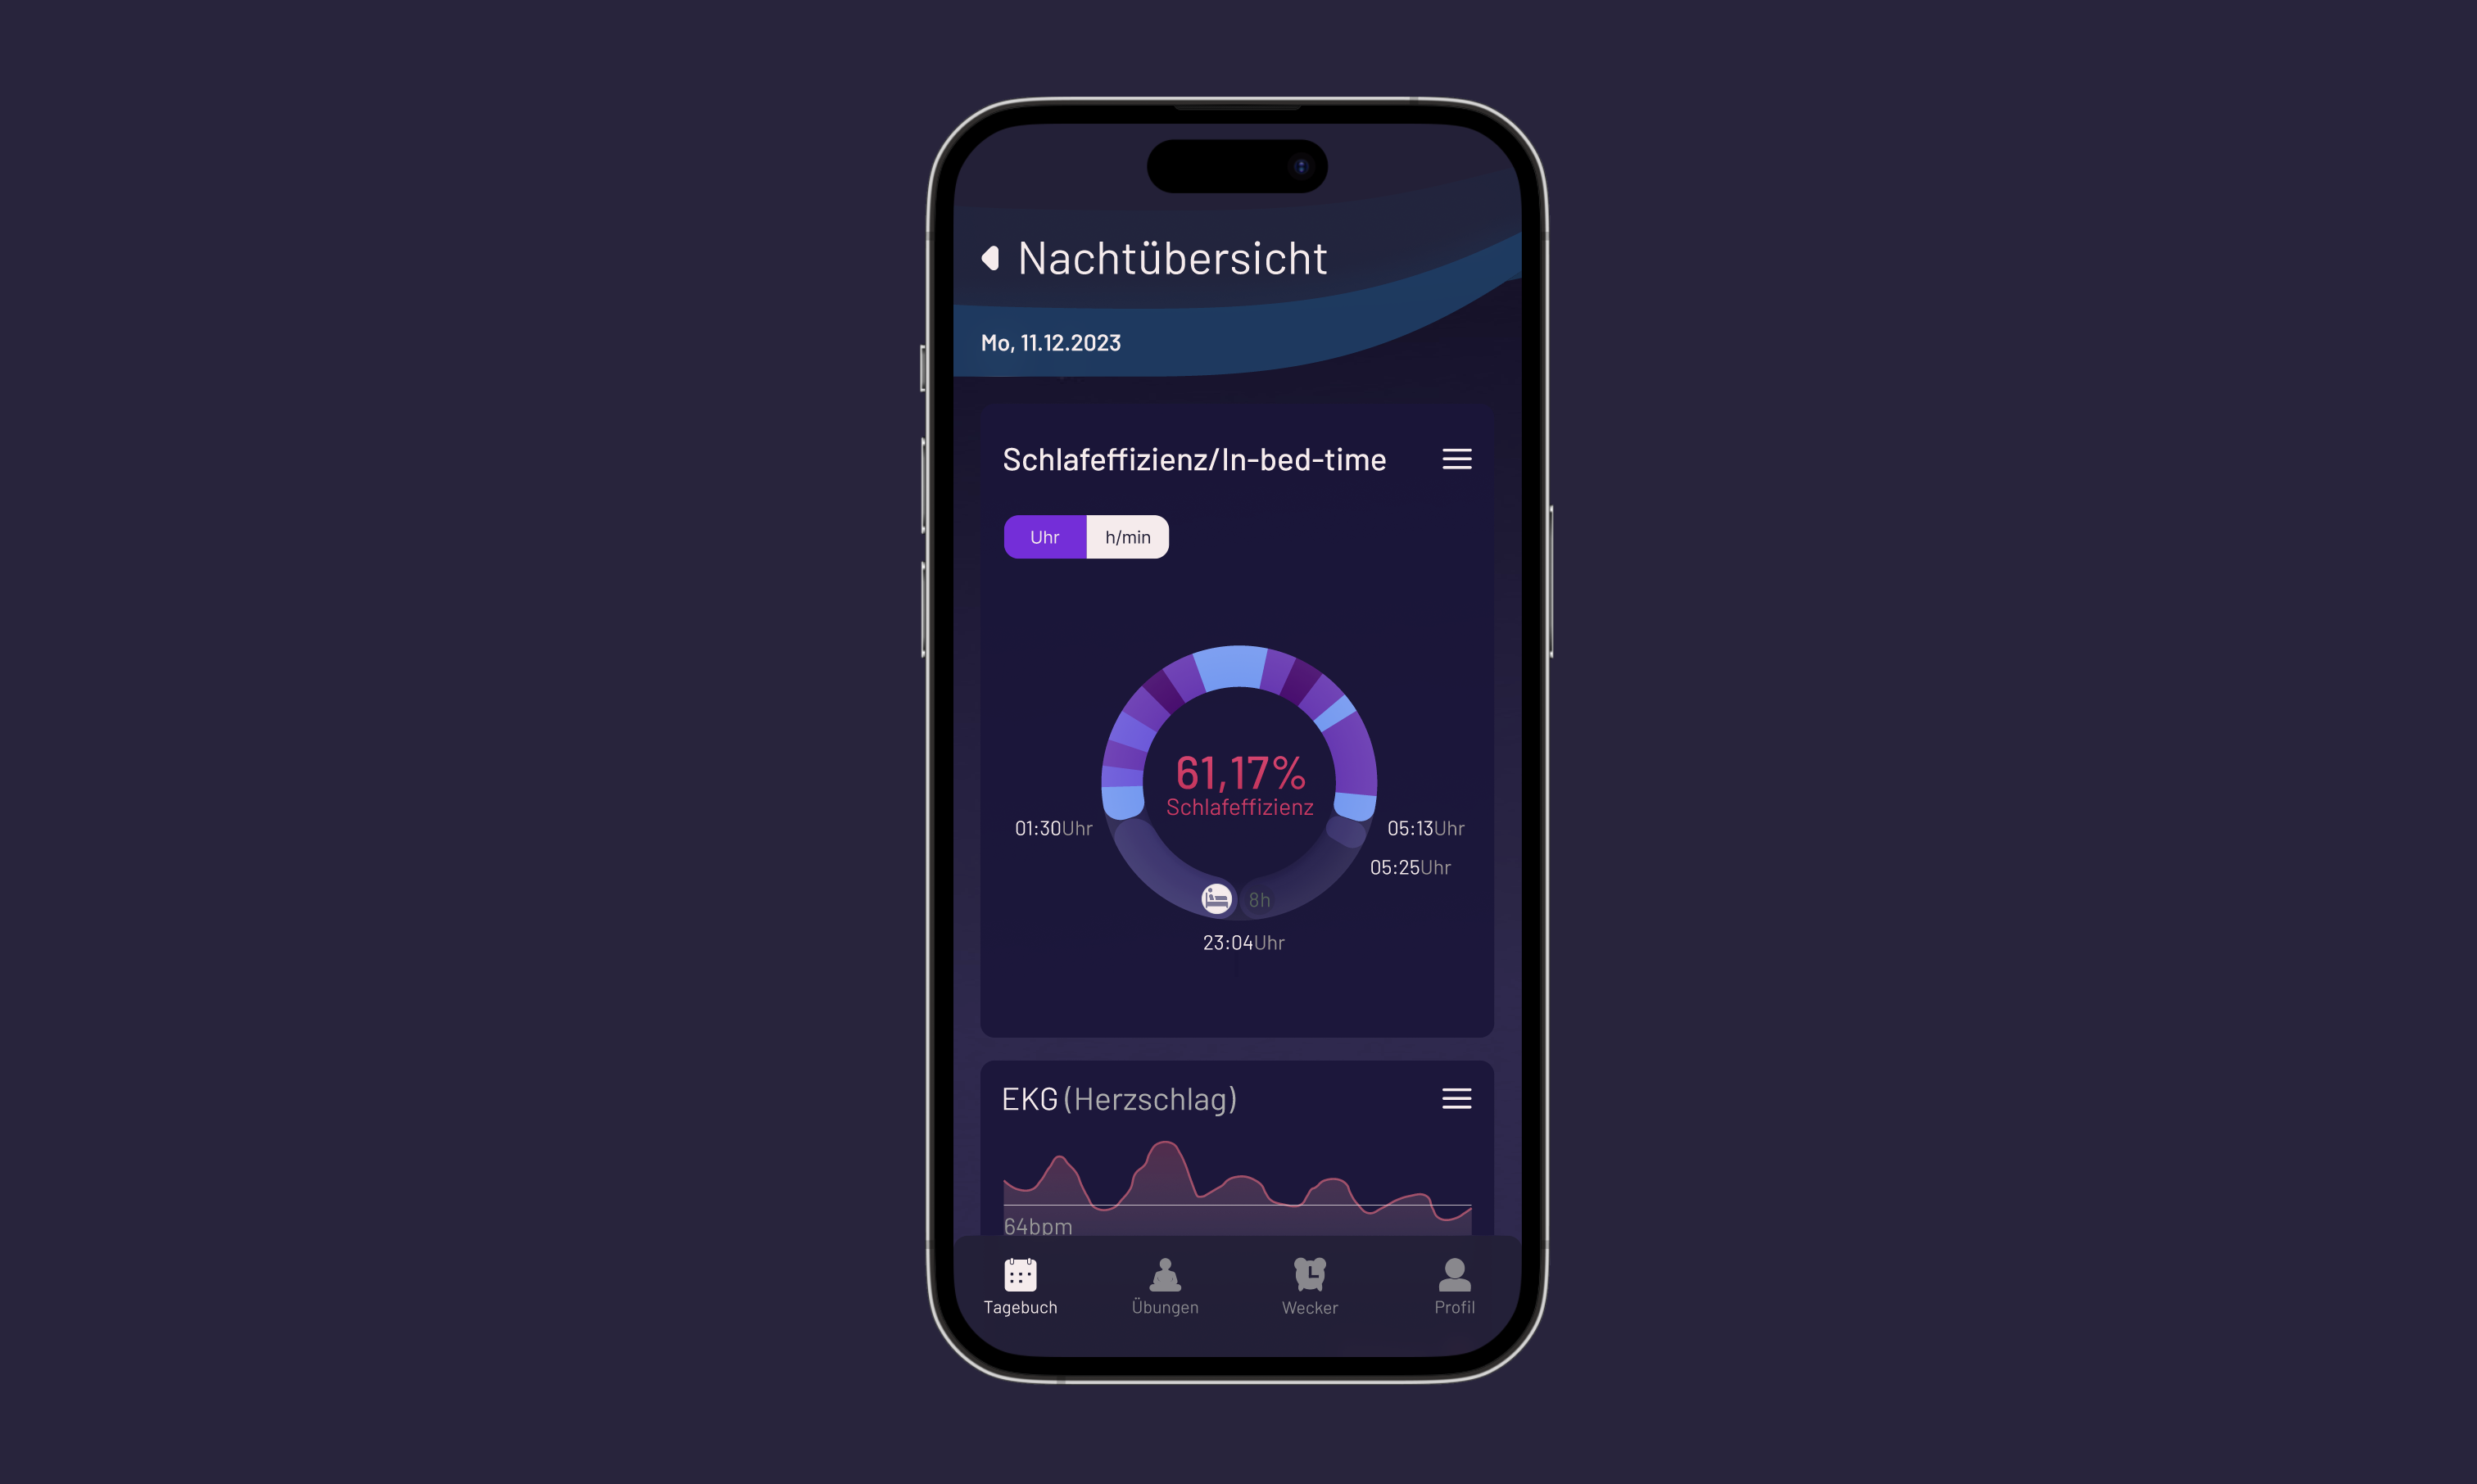 Nachtübersicht
Mo, 11.12.2023
Schlafeffizienz/In-bed-time
Uhr h/min
61,17%
Schlafeffizienz
01:30Uhr 05:13Uhr
05:25Uhr
8h
23:04Uhr
EKG (Herzschlag)
64bpm
Tagebuch Übungen Wecker Profil